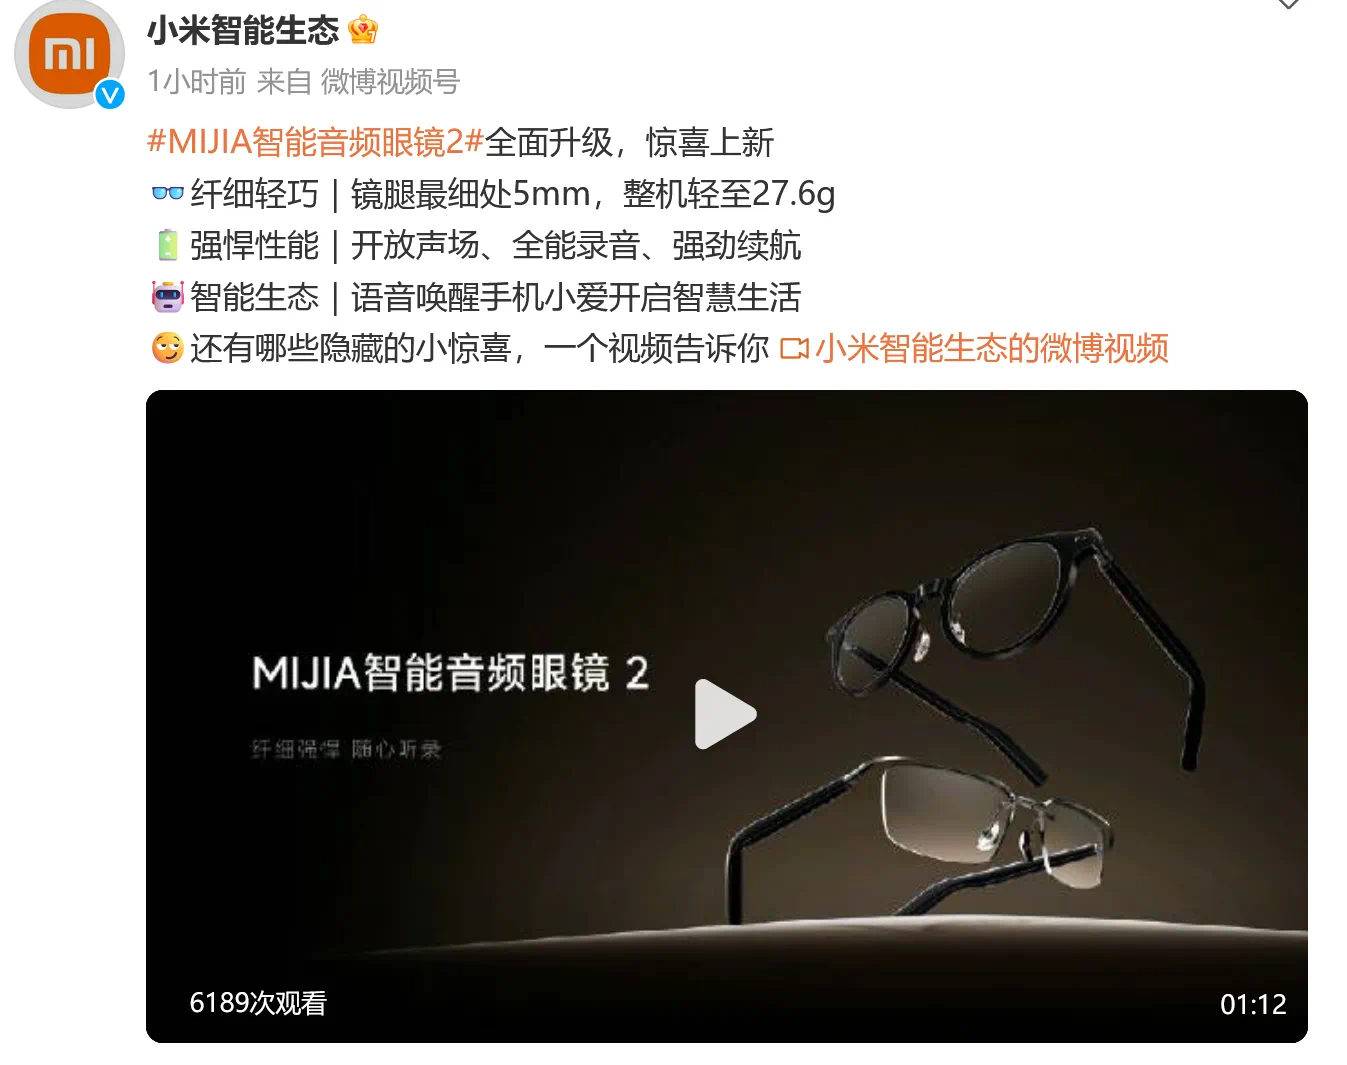 小米智能生态
1小时前 来自 微博视频号
#MIJIA智能音频眼镜2#全面升级，惊喜上新
👓纤细轻巧｜镜腿最细处5mm，整机轻至27.6g
🔋强悍性能｜开放声场、全能录音、强劲续航
🤖智能生态｜语音唤醒手机小爱开启智慧生活
😏还有哪些隐藏的小惊喜，一个视频告诉你 小米智能生态的微博视频
MIJIA智能音频眼镜 2
纤细强悍 随心听录
6189次观看
01:12